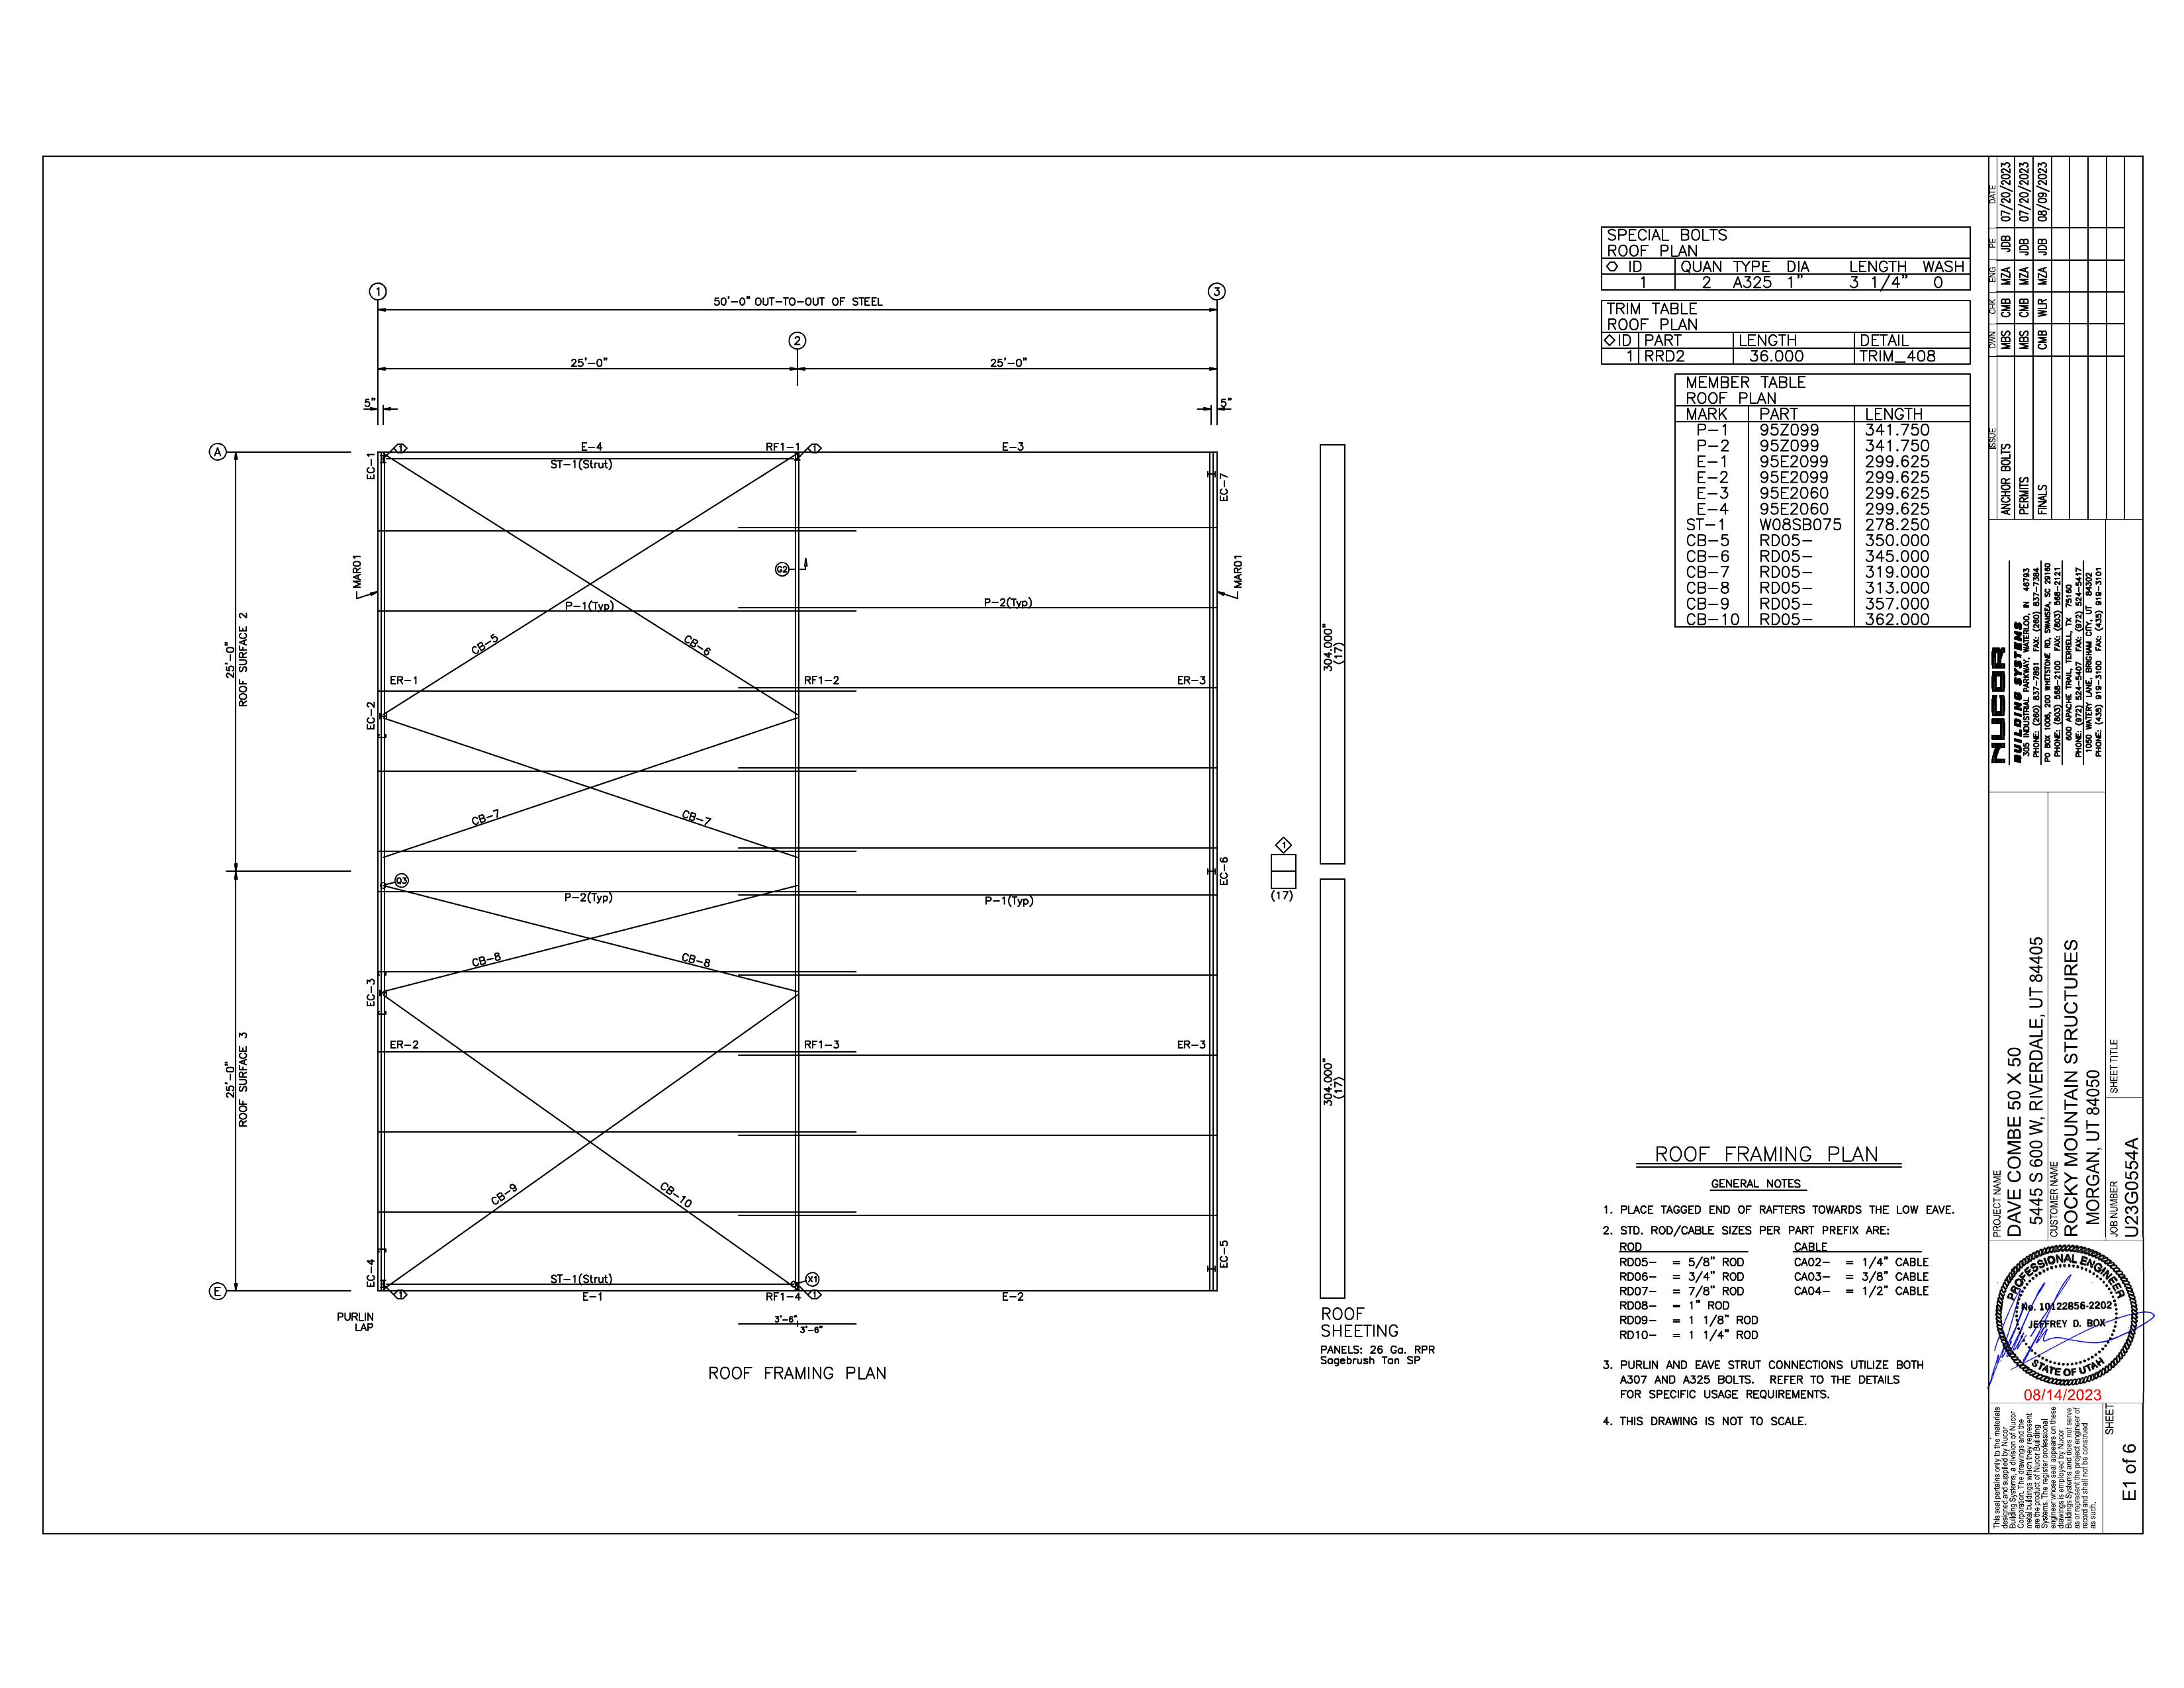 1
3
50'-0" OUT-TO-OUT OF STEEL
2
25'-0"
25'-0"
5"
5"
A
E-4
RF1-1
1
1
E-3
ST-1(Strut)
EC-1
EC-7
MAR01
MAR01
G2
P-1(Typ)
P-2(Typ)
CB-5
CB-6
25'-0"
ROOF SURFACE 2
ER-1
RF1-2
ER-3
EC-2
CB-7
CB-7
EC-6
Q3
P-2(Typ)
P-1(Typ)
CB-8
CB-8
EC-3
25'-0"
ROOF SURFACE 3
ER-2
RF1-3
ER-3
CB-9
CB-10
EC-4
EC-5
ST-1(Strut)
X1
E
1
E-1
RF1-4
1
E-2
PURLIN
LAP
3'-6"
3'-6"
ROOF FRAMING PLAN
304.000"
(17)
1
(17)
304.000"
(17)
ROOF
SHEETING
PANELS: 26 Ga. RPR
Sagebrush Tan SP
SPECIAL BOLTS
ROOF PLAN
ID QUAN TYPE DIA LENGTH WASH
1 2 A325 1" 3 1/4" 0
TRIM TABLE
ROOF PLAN
ID PART LENGTH DETAIL
1 RRD2 36.000 TRIM_408
MEMBER TABLE
ROOF PLAN
MARK PART LENGTH
P-1 95Z099 341.750
P-2 95Z099 341.750
E-1 95E2099 299.625
E-2 95E2099 299.625
E-3 95E2060 299.625
E-4 95E2060 299.625
ST-1 W08SB075 278.250
CB-5 RD05- 350.000
CB-6 RD05- 345.000
CB-7 RD05- 319.000
CB-8 RD05- 313.000
CB-9 RD05- 357.000
CB-10 RD05- 362.000
ROOF FRAMING PLAN
GENERAL NOTES
1. PLACE TAGGED END OF RAFTERS TOWARDS THE LOW EAVE.
2. STD. ROD/CABLE SIZES PER PART PREFIX ARE:
ROD CABLE
RD05- = 5/8" ROD CA02- = 1/4" CABLE
RD06- = 3/4" ROD CA03- = 3/8" CABLE
RD07- = 7/8" ROD CA04- = 1/2" CABLE
RD08- = 1" ROD
RD09- = 1 1/8" ROD
RD10- = 1 1/4" ROD
3. PURLIN AND EAVE STRUT CONNECTIONS UTILIZE BOTH
A307 AND A325 BOLTS. REFER TO THE DETAILS
FOR SPECIFIC USAGE REQUIREMENTS.
4. THIS DRAWING IS NOT TO SCALE.
ISSUE DWN CHK ENG PE DATE
ANCHOR BOLTS MBS CMB MZA JDB 07/20/2023
PERMITS MBS CMB MZA JDB 07/20/2023
FINALS CMB WLR MZA JDB 08/09/2023
NUCOR
BUILDING SYSTEMS
305 INDUSTRIAL PARKWAY, WATERLOO, IN 46793
PHONE: (260) 837-7891 FAX: (260) 837-7384
PO BOX 1006, 200 WHETSTONE RD, SWANSEA, SC 29160
PHONE: (803) 568-2100 FAX: (803) 568-2121
600 APACHE TRAIL, TERRELL, TX 75160
PHONE: (972) 524-5407 FAX: (972) 524-5417
1050 WATERY LANE, BRIGHAM CITY, UT 84302
PHONE: (435) 919-3100 FAX: (435) 919-3101
PROJECT NAME
DAVE COMBE 50 X 50
5445 S 600 W, RIVERDALE, UT 84405
CUSTOMER NAME
ROCKY MOUNTAIN STRUCTURES
MORGAN, UT 84050
JOB NUMBER
U23G0554A
SHEET TITLE
PROFESSIONAL ENGINEER
No. 10122856-2202
JEFFREY D. BOX
STATE OF UTAH
08/14/2023
This seal pertains only to the materials
designed and supplied by Nucor
Building Systems, a division of Nucor
Corporation. The drawings and the
metal buildings which they represent
are the product of Nucor Building
Systems. The register professional
engineer whose seal appears on these
drawings is employed by Nucor
Buildings Systems and does not serve
as or represent the project engineer of
record and shall not be construed
as such.
SHEET
E1 of 6